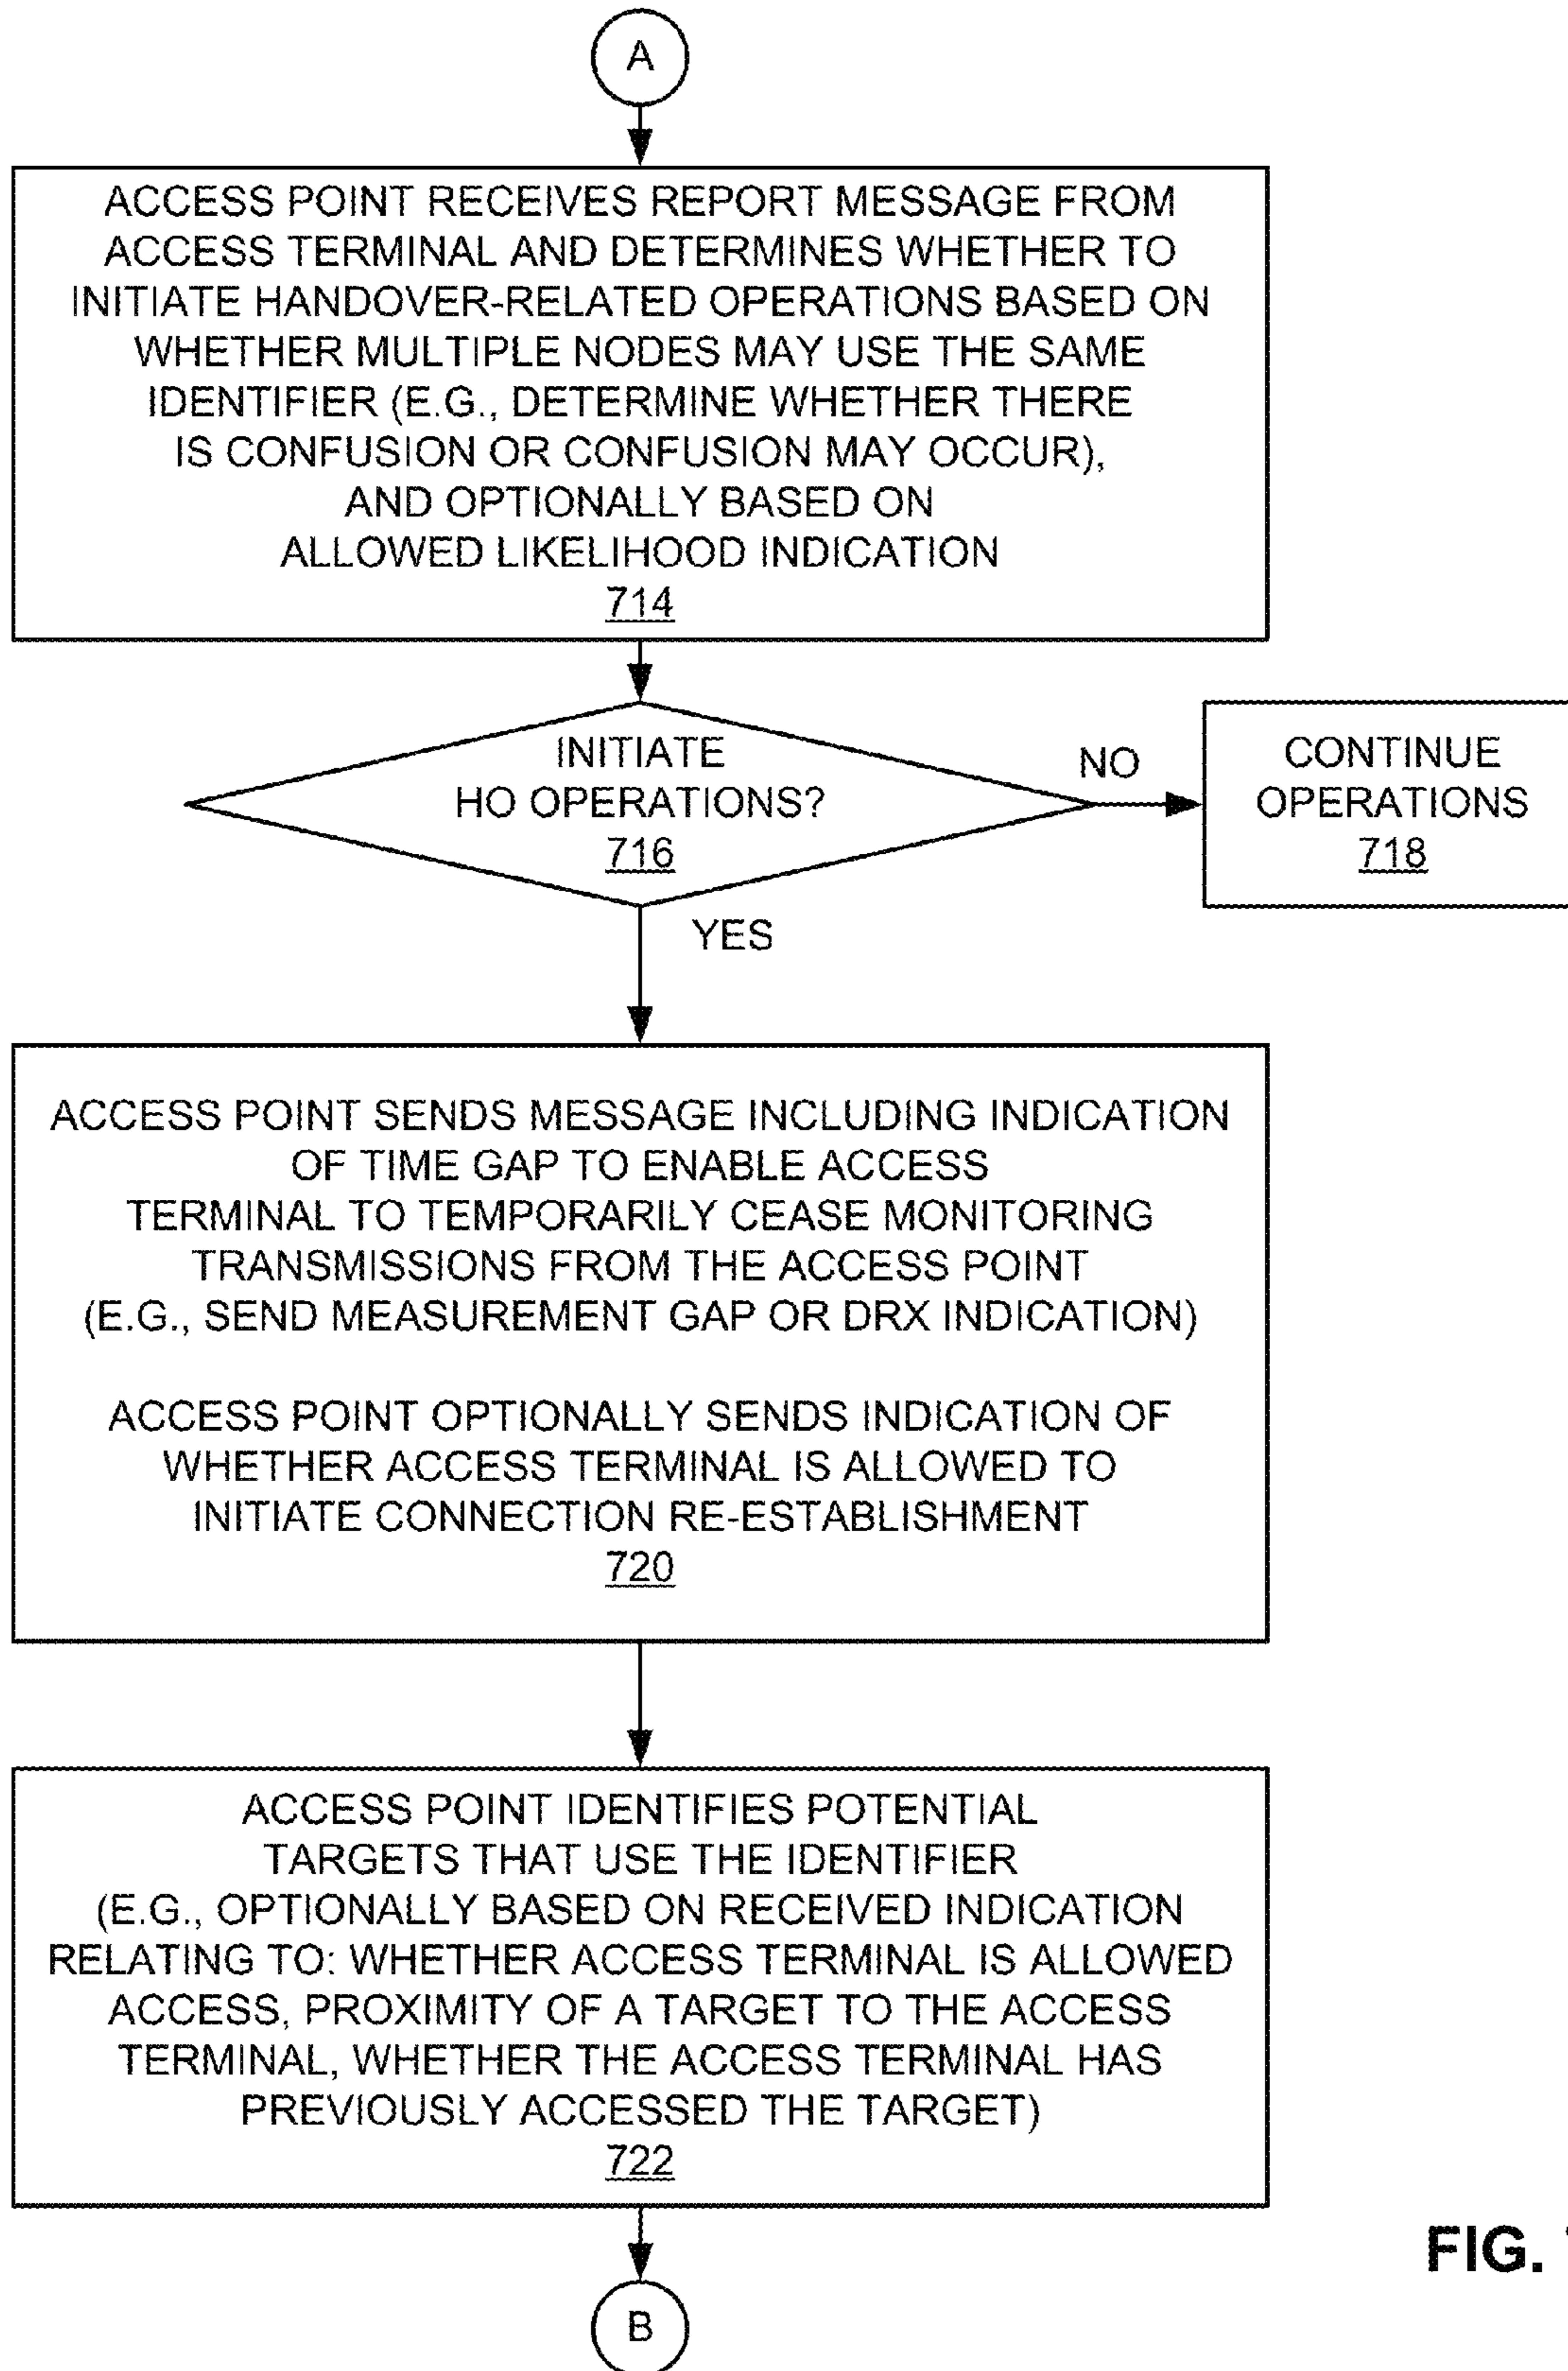 A
ACCESS POINT RECEIVES REPORT MESSAGE FROM
ACCESS TERMINAL AND DETERMINES WHETHER TO
INITIATE HANDOVER-RELATED OPERATIONS BASED ON
WHETHER MULTIPLE NODES MAY USE THE SAME
IDENTIFIER (E.G., DETERMINE WHETHER THERE
IS CONFUSION OR CONFUSION MAY OCCUR),
AND OPTIONALLY BASED ON
ALLOWED LIKELIHOOD INDICATION
714
INITIATE
HO OPERATIONS?
716
NO
CONTINUE
OPERATIONS
718
YES
ACCESS POINT SENDS MESSAGE INCLUDING INDICATION
OF TIME GAP TO ENABLE ACCESS
TERMINAL TO TEMPORARILY CEASE MONITORING
TRANSMISSIONS FROM THE ACCESS POINT
(E.G., SEND MEASUREMENT GAP OR DRX INDICATION)
ACCESS POINT OPTIONALLY SENDS INDICATION OF
WHETHER ACCESS TERMINAL IS ALLOWED TO
INITIATE CONNECTION RE-ESTABLISHMENT
720
ACCESS POINT IDENTIFIES POTENTIAL
TARGETS THAT USE THE IDENTIFIER
(E.G., OPTIONALLY BASED ON RECEIVED INDICATION
RELATING TO: WHETHER ACCESS TERMINAL IS ALLOWED
ACCESS, PROXIMITY OF A TARGET TO THE ACCESS
TERMINAL, WHETHER THE ACCESS TERMINAL HAS
PREVIOUSLY ACCESSED THE TARGET)
722
B
FIG.